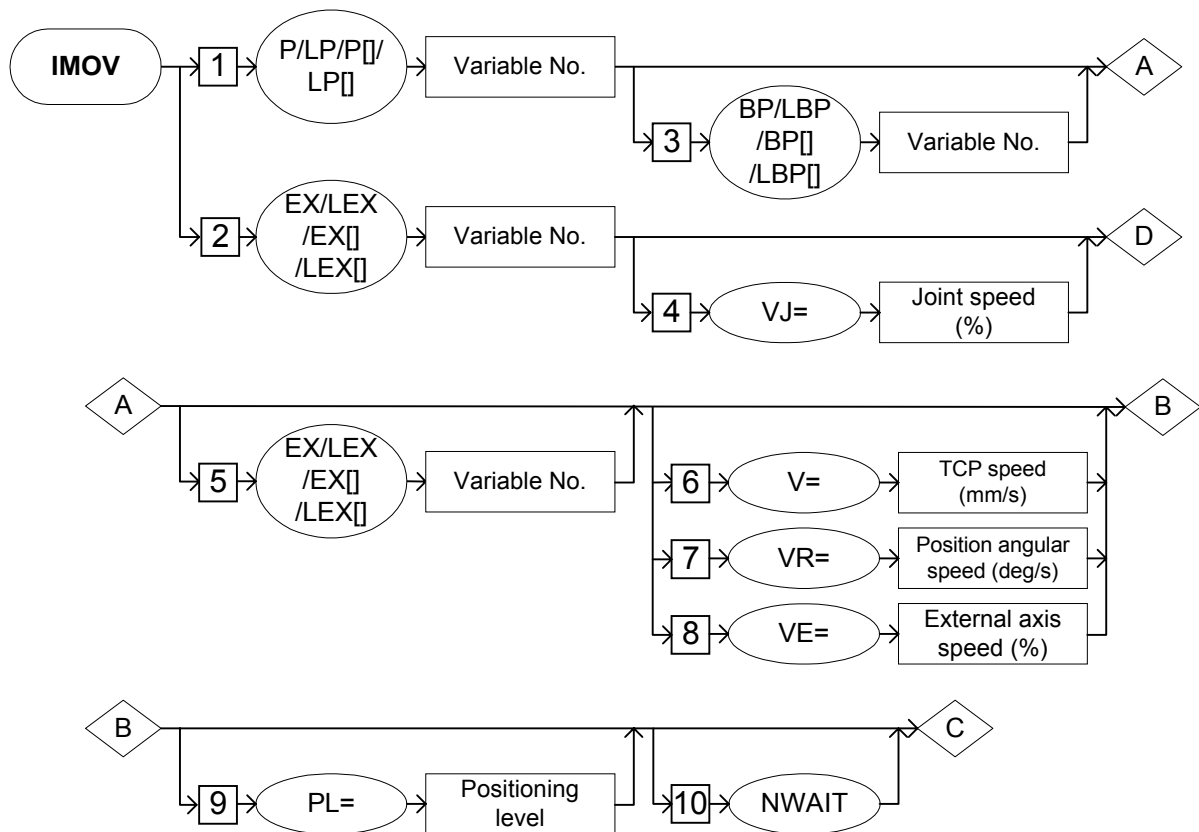 IMOV
1
P/LP/P[]/
LP[]
Variable No.
A
3
BP/LBP
/BP[]
/LBP[]
Variable No.
2
EX/LEX
/EX[]
/LEX[]
Variable No.
D
4
VJ=
Joint speed
(%)
A
5
EX/LEX
/EX[]
/LEX[]
Variable No.
B
6
V=
TCP speed
(mm/s)
7
VR=
Position angular
speed (deg/s)
8
VE=
External axis
speed (%)
B
9
PL=
Positioning
level
C
10
NWAIT